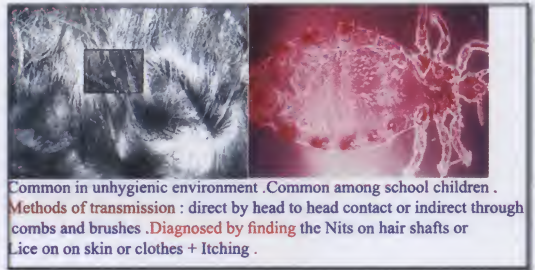 Common in unhygienic environment .Common among school children .
Methods of transmission : direct by head to head contact or indirect through
combs and brushes .Diagnosed by finding the Nits on hair shafts or
Lice on on skin or clothes + Itching .